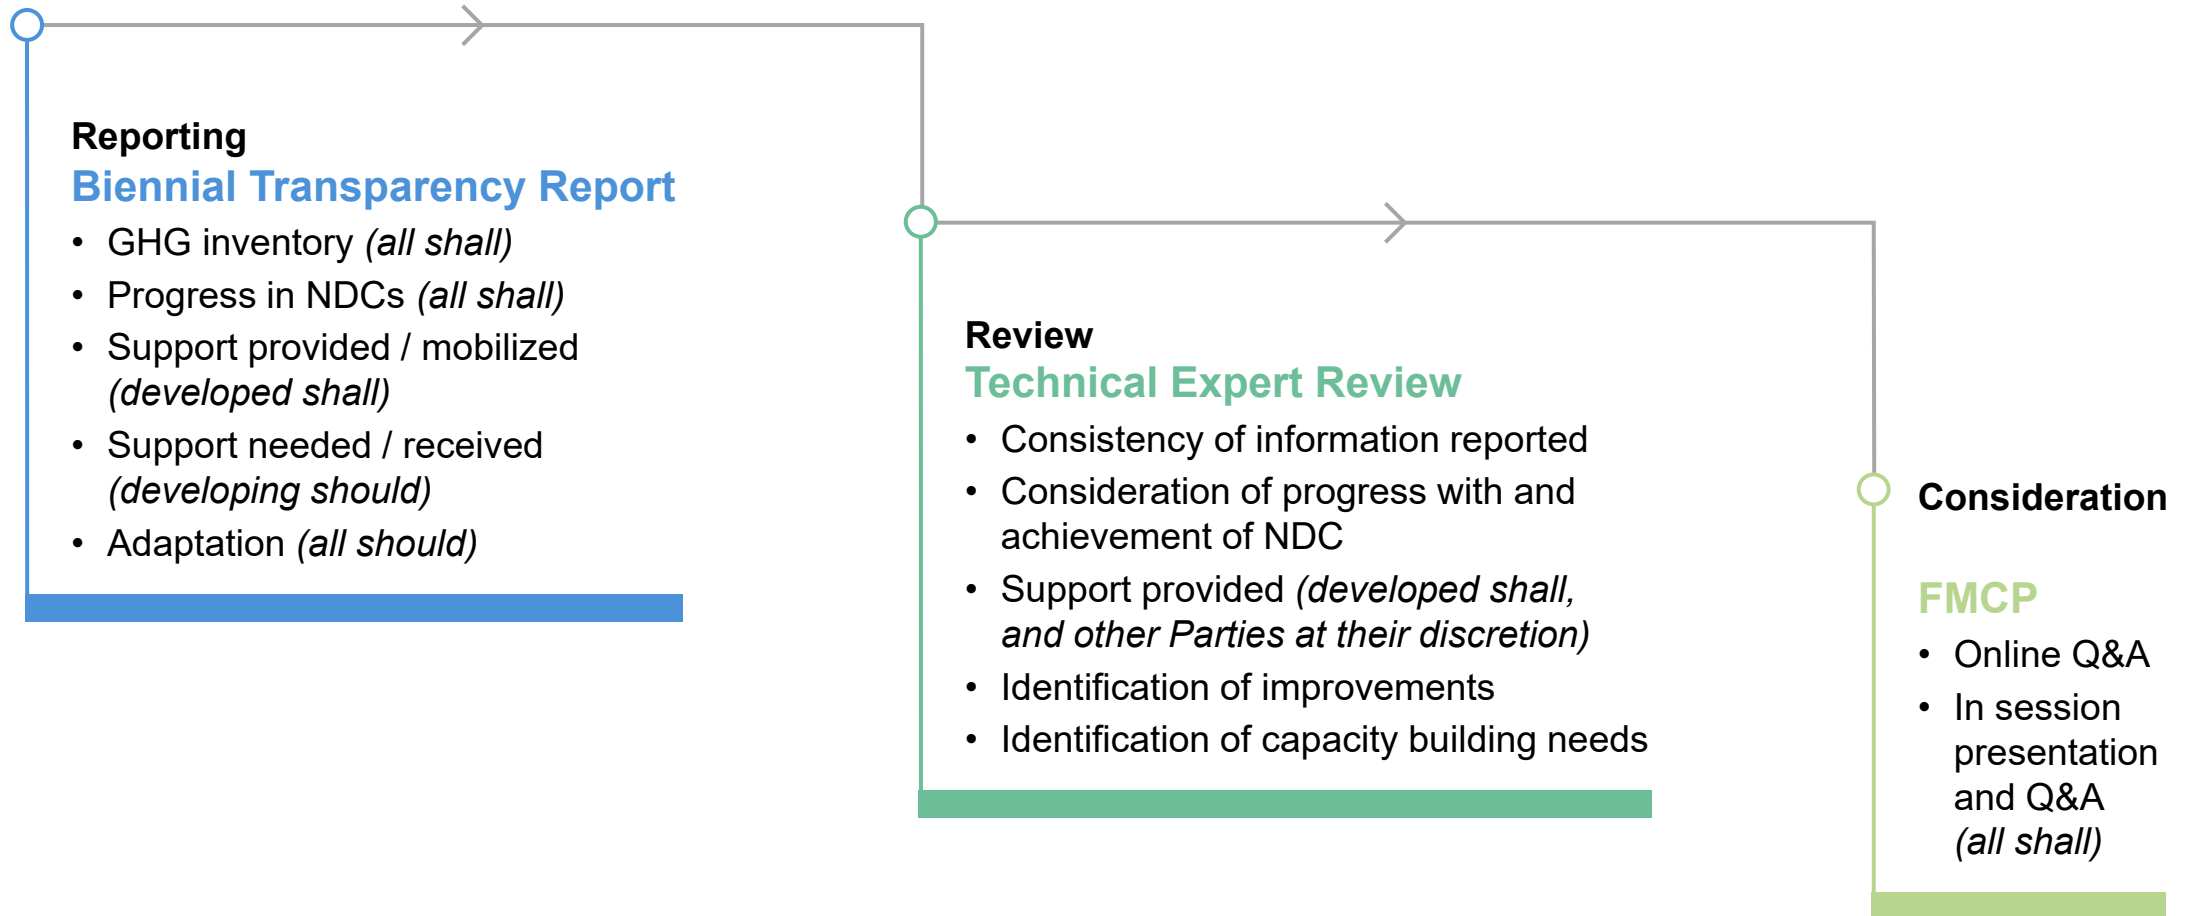 Reporting
Biennial Transparency Report
• GHG inventory (all shall)
• Progress in NDCs (all shall)
• Support provided / mobilized
(developed shall)
• Support needed / received
(developing should)
• Adaptation (all should)
Review
Technical Expert Review
• Consistency of information reported
• Consideration of progress with and
achievement of NDC
• Support provided (developed shall,
and other Parties at their discretion)
• Identification of improvements
• Identification of capacity building needs
Consideration
FMCP
• Online Q&A
• In session
presentation
and Q&A
(all shall)